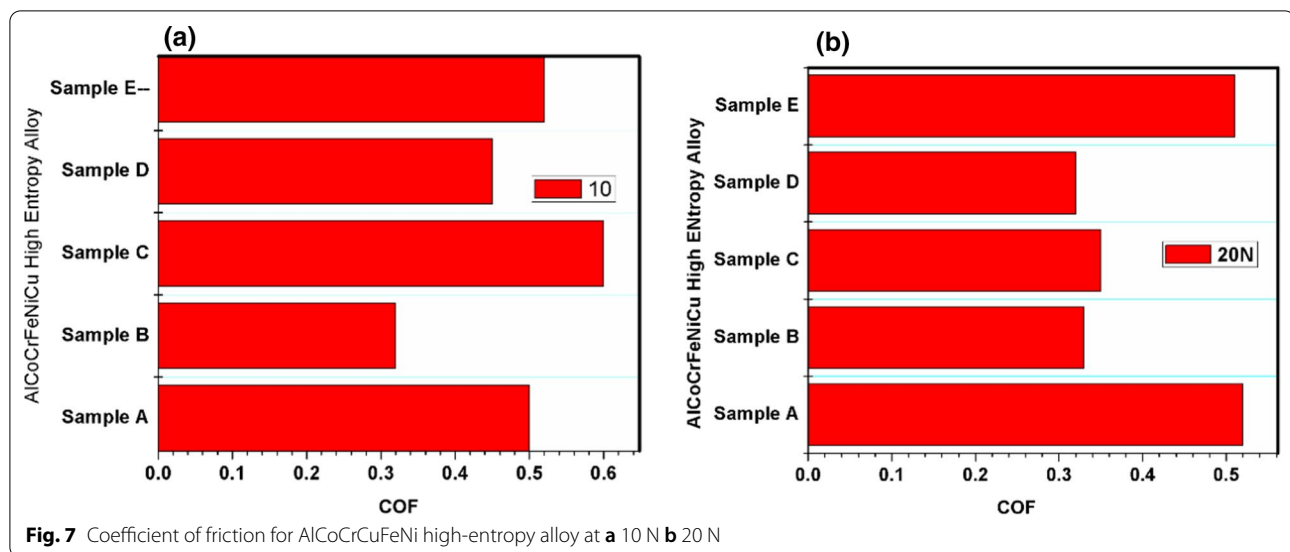 (a)
AlCoCrFeNiCu High Entropy Alloy
Sample E--
Sample D
Sample C
Sample B
Sample A
10
0.0 0.1 0.2 0.3 0.4 0.5 0.6
COF
(b)
AlCoCrFeNiCu High ENtropy Alloy
Sample E
Sample D
Sample C
Sample B
Sample A
20N
0.0 0.1 0.2 0.3 0.4 0.5
COF
Fig. 7 Coefficient of friction for AlCoCrCuFeNi high-entropy alloy at a 10 N b 20 N